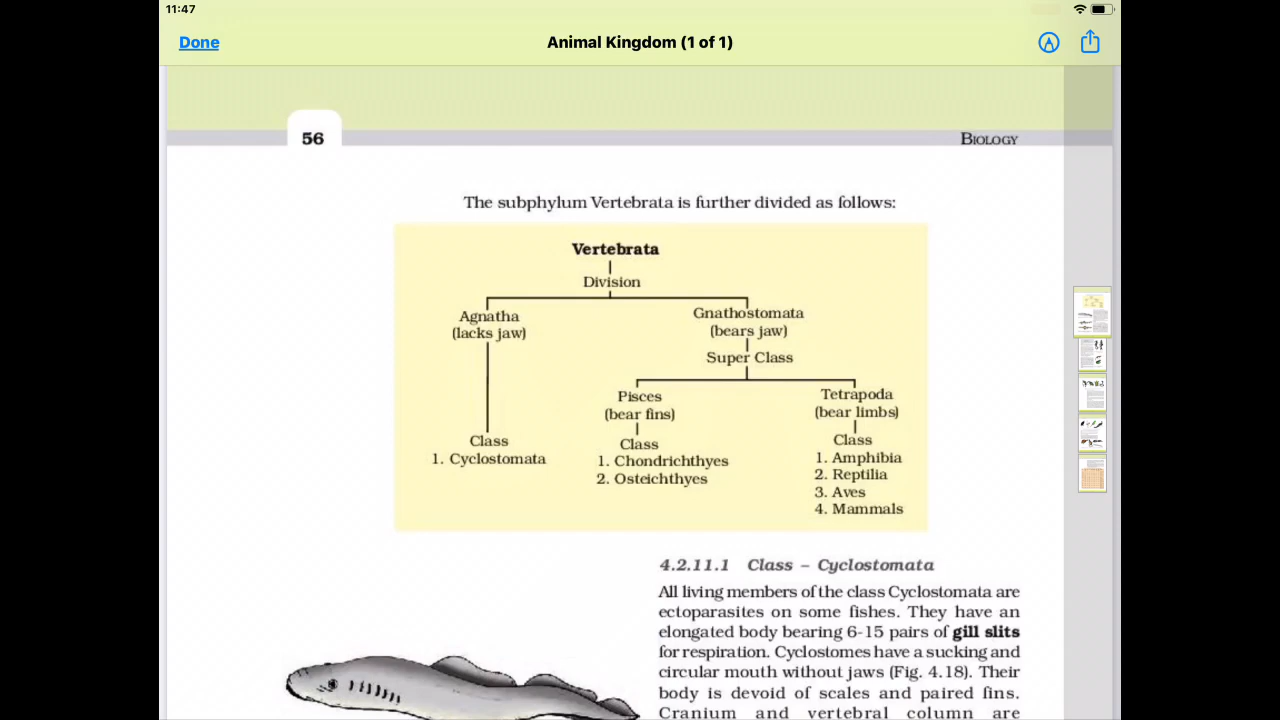 11:47
Done
Animal Kingdom (1 of 1)
56
BIOLOGY
The subphylum Vertebrata is further divided as follows:
Vertebrata
Division
Agnatha
(lacks jaw)
Gnathostomata
(bears jaw)
Super Class
Pisces
(bear fins)
Tetrapoda
(bear limbs)
Class
1. Cyclostomata
Class
1. Chondrichthyes
2. Osteichthyes
Class
1. Amphibia
2. Reptilia
3. Aves
4. Mammals
4.2.11.1 Class – Cyclostomata
All living members of the class Cyclostomata are
ectoparasites on some fishes. They have an
elongated body bearing 6-15 pairs of gill slits
for respiration. Cyclostomes have a sucking and
circular mouth without jaws (Fig. 4.18). Their
body is devoid of scales and paired fins.
Cranium and vertebral column are